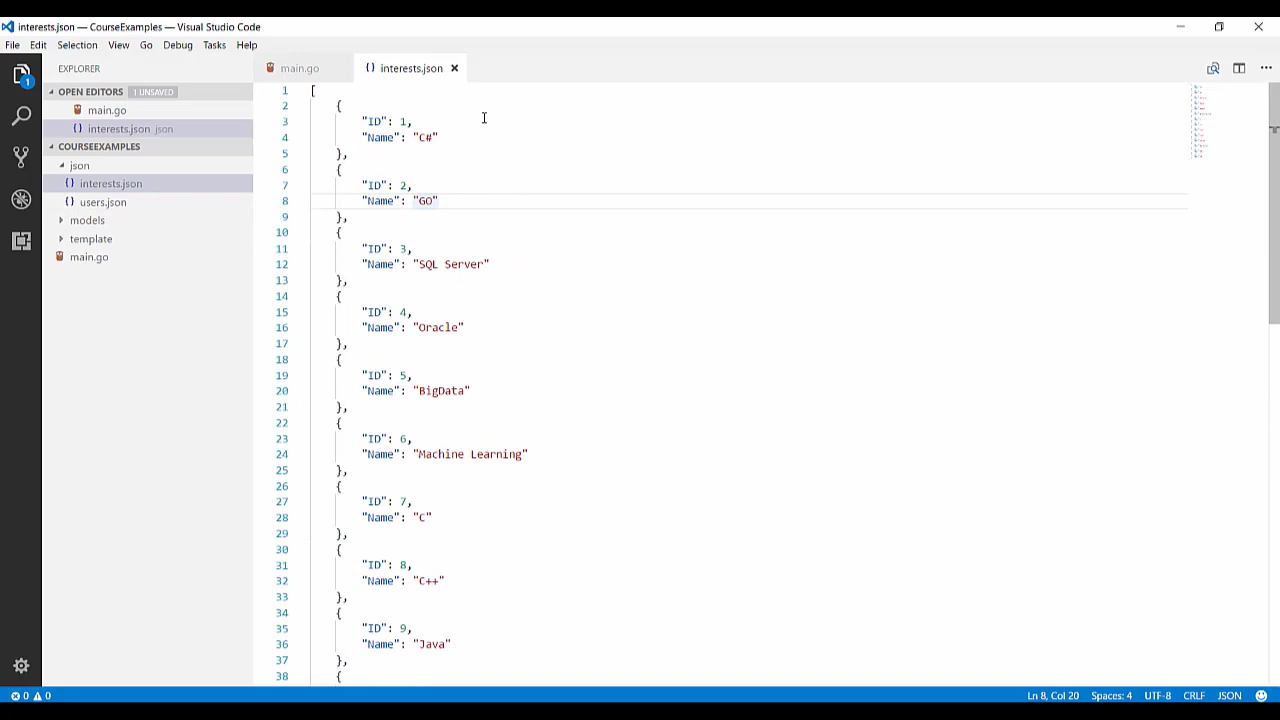 interests.json — CourseExamples — Visual Studio Code
File Edit Selection View Go Debug Tasks Help
EXPLORER
OPEN EDITORS 1 UNSAVED
main.go
interests.json json
COURSEEXAMPLES
json
{} interests.json
{} users.json
models
template
main.go
1
main.go {} interests.json
1 [
2 {
3 "ID": 1,
4 "Name": "C#"
5 },
6 {
7 "ID": 2,
8 "Name": "GO"
9 },
10 {
11 "ID": 3,
12 "Name": "SQL Server"
13 },
14 {
15 "ID": 4,
16 "Name": "Oracle"
17 },
18 {
19 "ID": 5,
20 "Name": "BigData"
21 },
22 {
23 "ID": 6,
24 "Name": "Machine Learning"
25 },
26 {
27 "ID": 7,
28 "Name": "C"
29 },
30 {
31 "ID": 8,
32 "Name": "C++"
33 },
34 {
35 "ID": 9,
36 "Name": "Java"
37 },
38 {
0 0 Ln 8, Col 20 Spaces: 4 UTF-8 CRLF JSON